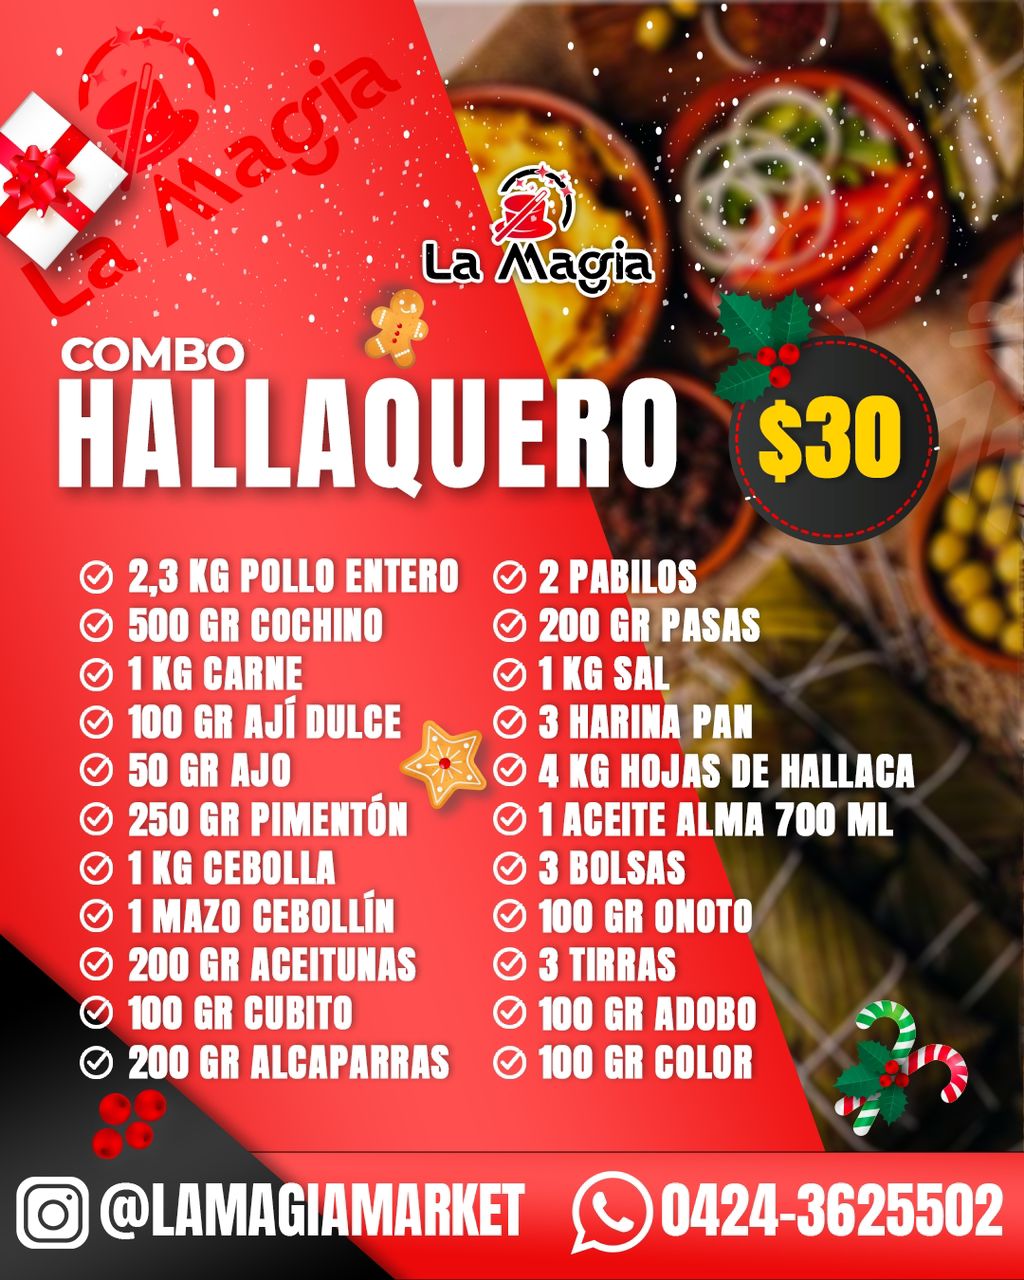 La Magia
La Magia
COMBO
HALLAQUERO
$30
2,3 KG POLLO ENTERO
500 GR COCHINO
1 KG CARNE
100 GR AJÍ DULCE
50 GR AJO
250 GR PIMENTÓN
1 KG CEBOLLA
1 MAZO CEBOLLÍN
200 GR ACEITUNAS
100 GR CUBITO
200 GR ALCAPARRAS
2 PABILOS
200 GR PASAS
1 KG SAL
3 HARINA PAN
4 KG HOJAS DE HALLACA
1 ACEITE ALMA 700 ML
3 BOLSAS
100 GR ONOTO
3 TIRRAS
100 GR ADOBO
100 GR COLOR
@LAMAGIAMARKET
0424-3625502